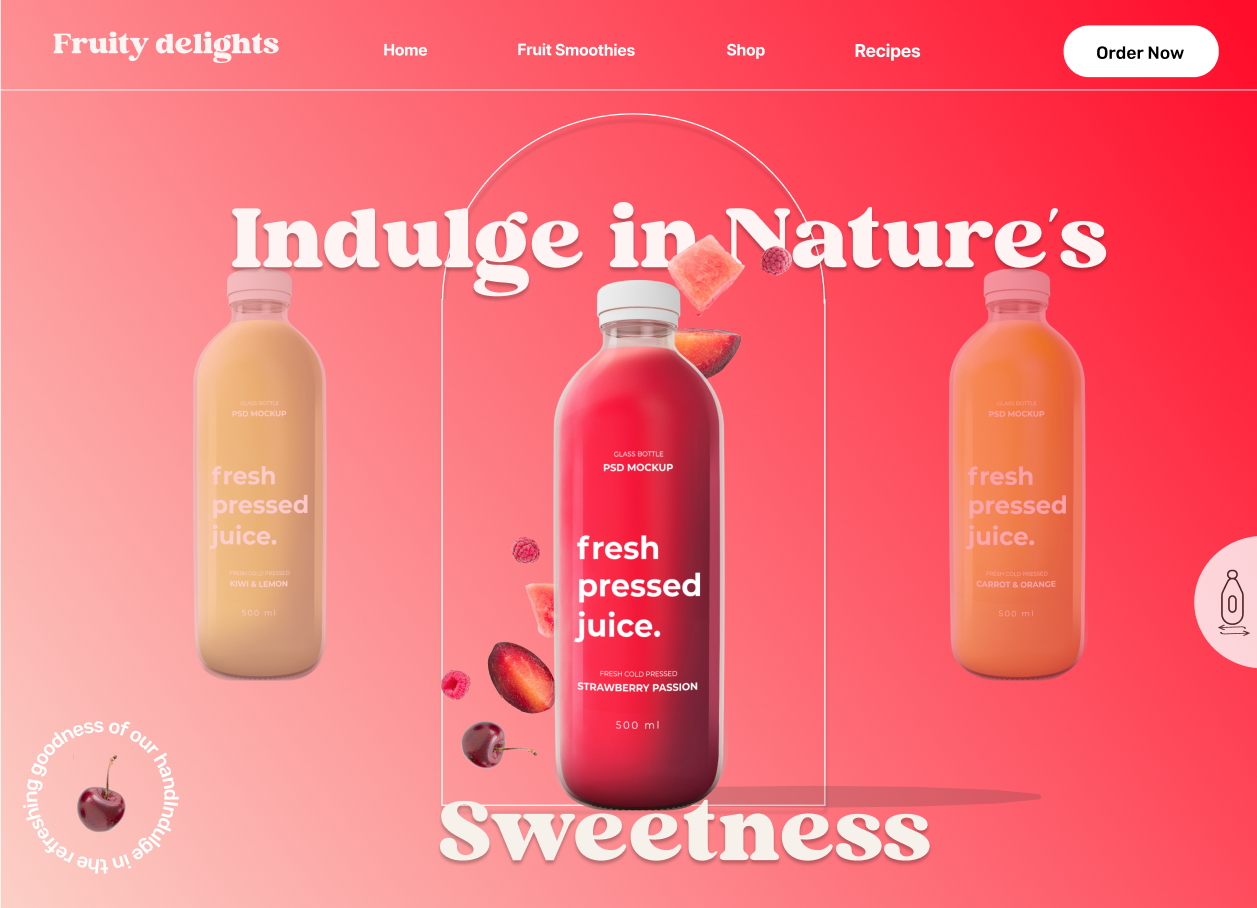 Fruity delights
Home
Fruit Smoothies
Shop
Recipes
Order Now
Indulge in Nature's
GLASS BOTTLE
PSD MOCKUP
fresh
pressed
juice.
FRESH COLD PRESSED
KIWI & LEMON
500 ml
GLASS BOTTLE
PSD MOCKUP
fresh
pressed
juice.
FRESH COLD PRESSED
STRAWBERRY PASSION
500 ml
GLASS BOTTLE
PSD MOCKUP
fresh
pressed
juice.
FRESH COLD PRESSED
CARROT & ORANGE
500 ml
Sweetness
Indulge in the refreshing goodness of our hand